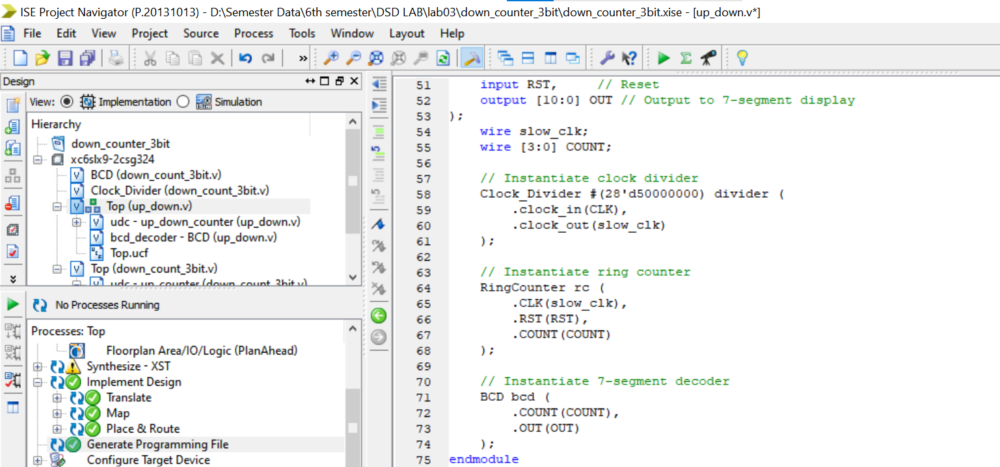 ISE Project Navigator (P.20131013) - D:\Semester Data\6th semester\DSD LAB\lab03\down_counter_3bit\down_counter_3bit.xise - [up_down.v*]
File Edit View Project Source Process Tools Window Layout Help
Design
View: Implementation Simulation
Hierarchy
down_counter_3bit
xc6slx9-2csg324
BCD (down_count_3bit.v)
Clock_Divider (down_count_3bit.v)
Top (up_down.v)
udc - up_down_counter (up_down.v)
bcd_decoder - BCD (up_down.v)
Top.ucf
Top (down_count_3bit.v)
udc - up_counter (down_count_3bit.v)
No Processes Running
Processes: Top
Floorplan Area/IO/Logic (PlanAhead)
Synthesize - XST
Implement Design
Translate
Map
Place & Route
Generate Programming File
Configure Target Device
51 input RST, // Reset
52 output [10:0] OUT // Output to 7-segment display
53 );
54 wire slow_clk;
55 wire [3:0] COUNT;
56
57 // Instantiate clock divider
58 Clock_Divider #(28'd50000000) divider (
59 .clock_in(CLK),
60 .clock_out(slow_clk)
61 );
62
63 // Instantiate ring counter
64 RingCounter rc (
65 .CLK(slow_clk),
66 .RST(RST),
67 .COUNT(COUNT)
68 );
69
70 // Instantiate 7-segment decoder
71 BCD bcd (
72 .COUNT(COUNT),
73 .OUT(OUT)
74 );
75 endmodule